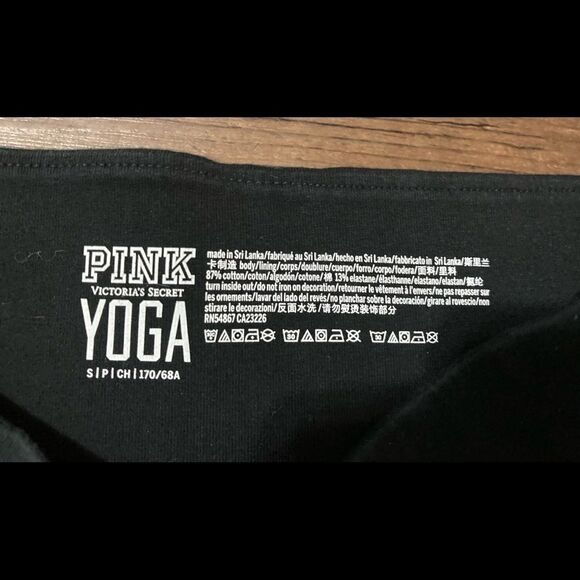 PINK
VICTORIA'S SECRET
YOGA
S|P|CH|170/68A
made in Sri Lanka/fabriqué au Sri Lanka/hecho en Sri Lanka/fabbricato in Sri Lanka/斯里兰
卡制造 body/lining/corps/doublure/cuerpo/forro/corpo/fodera/面料/里料
87% cotton/coton/algodón/cotone/棉 13% elastane/élasthanne/elastano/elastan/氨纶
turn inside out/do not iron on decoration/retourner le vêtement à l'envers/ne pas repasser sur
les ornements/lavar del lado del revés/no planchar sobre la decoración/girare al rovescio/non
stirare le decorazioni/反面水洗/请勿熨烫装饰部分
RN54867 CA23226